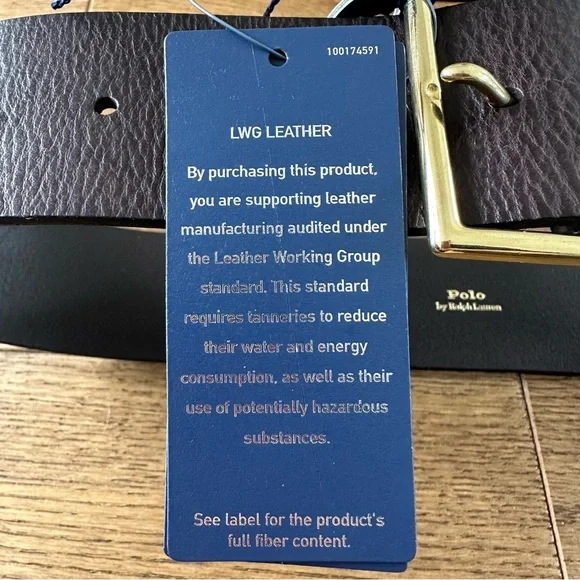 100174591
LWG LEATHER
By purchasing this product,
you are supporting leather
manufacturing audited under
the Leather Working Group
standard. This standard
requires tanneries to reduce
their water and energy
consumption, as well as their
use of potentially hazardous
substances.
See label for the product's
full fiber content.
Polo
by Ralph Lauren